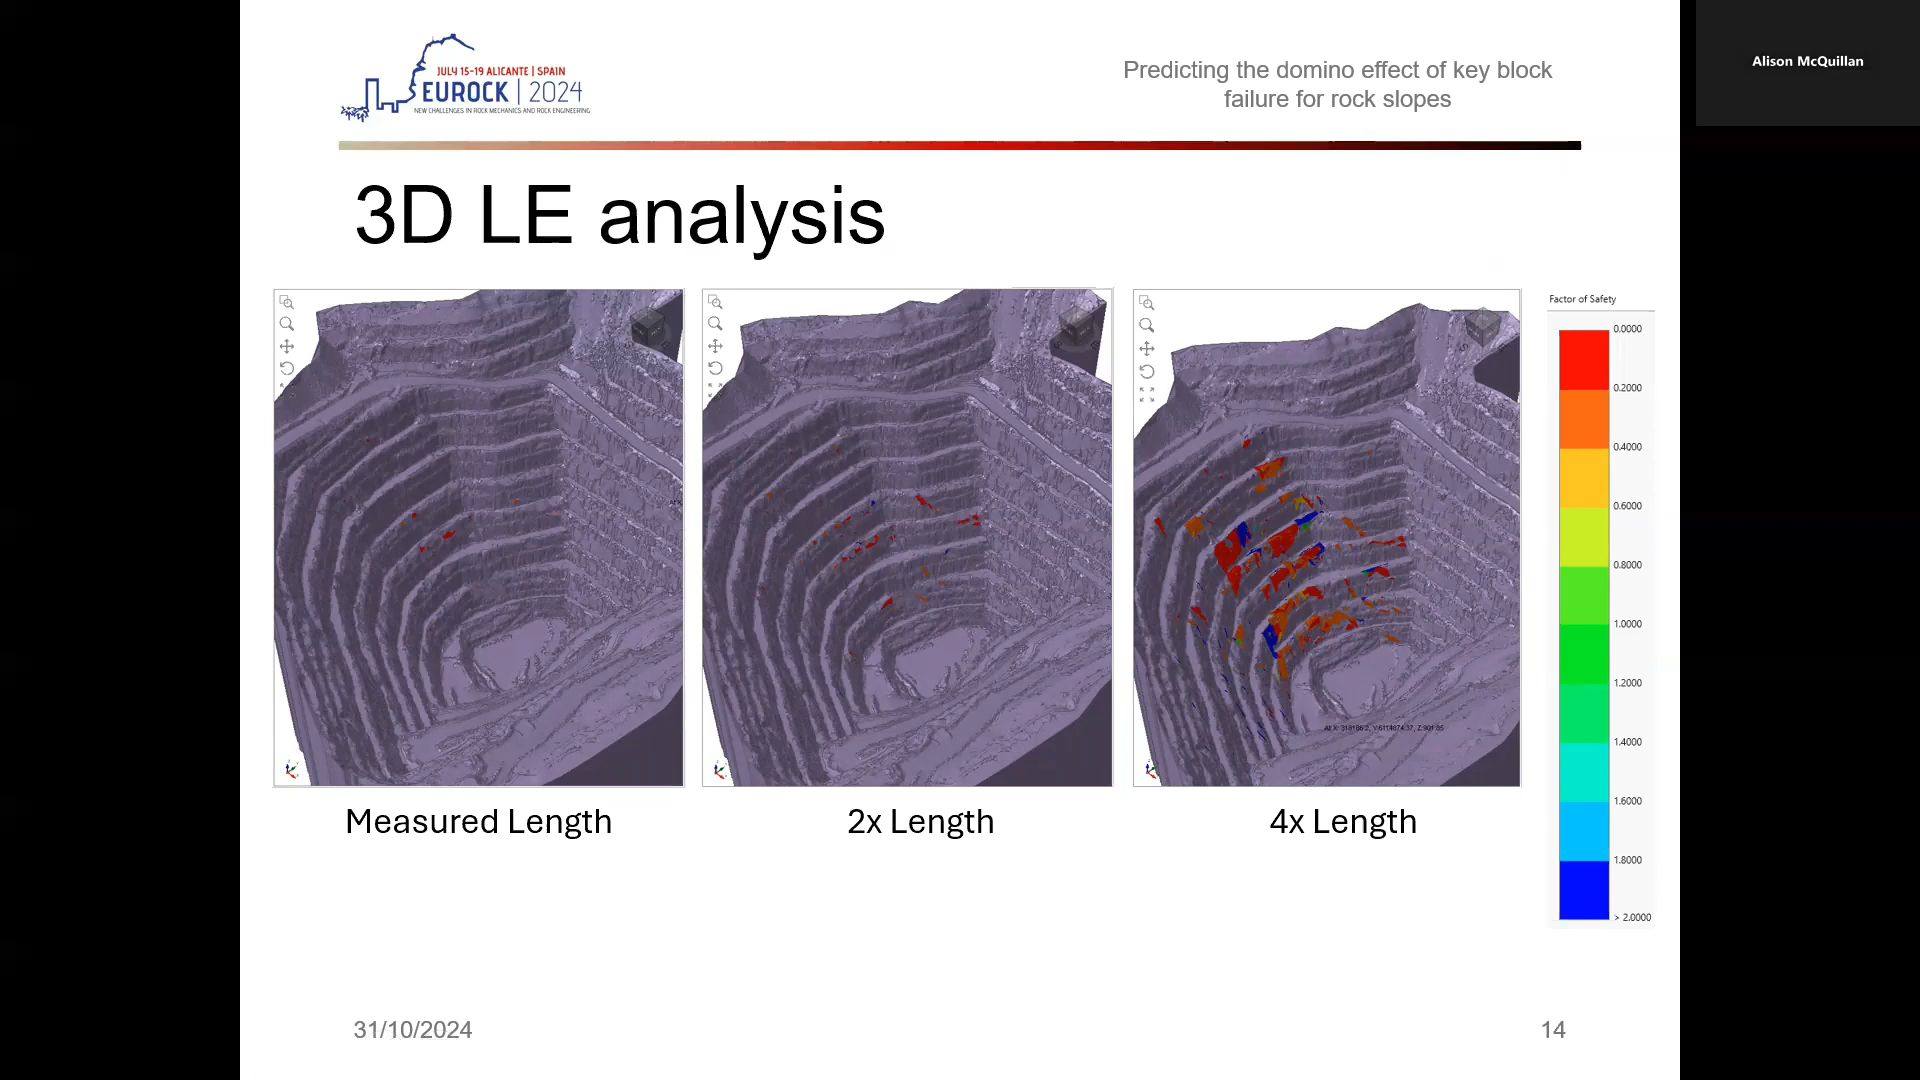 JULY 15-19 ALICANTE | SPAIN
EUROCK | 2024
NEW CHALLENGES IN ROCK MECHANICS AND ROCK ENGINEERING
Predicting the domino effect of key block
failure for rock slopes
Alison McQuillan
3D LE analysis
Factor of Safety
0.0000
0.2000
0.4000
0.6000
0.8000
1.0000
1.2000
1.4000
1.6000
1.8000
> 2.0000
Measured Length
2x Length
4x Length
31/10/2024
14